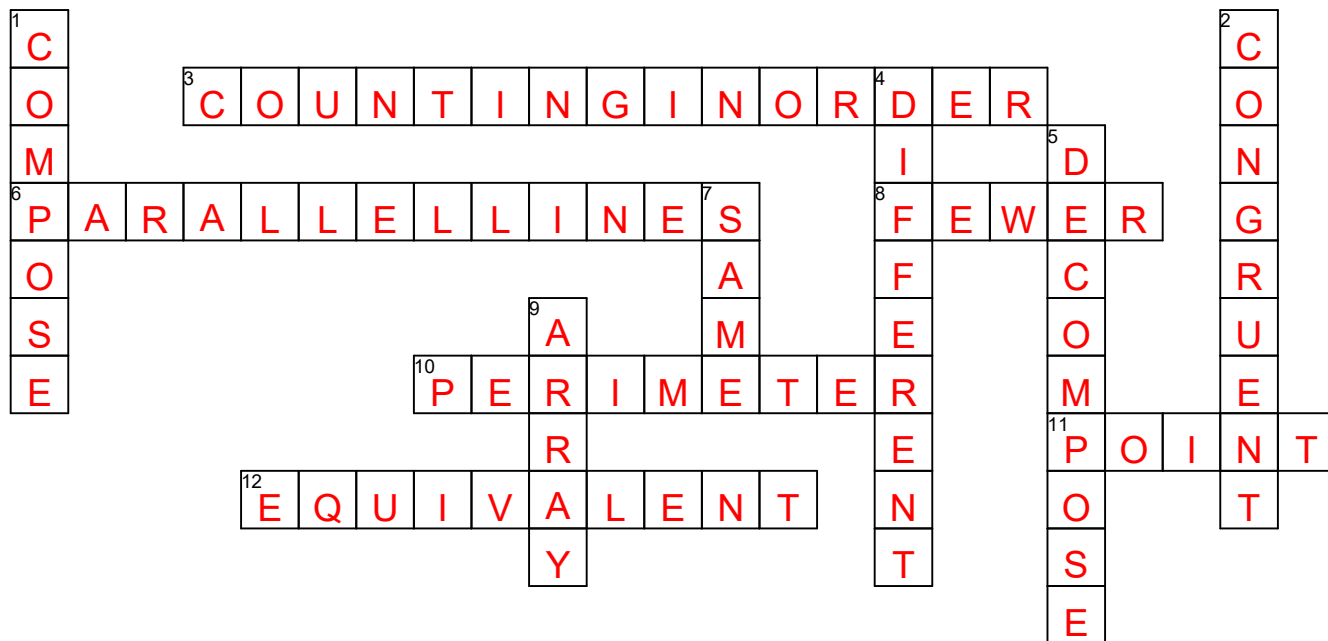 1 COMPOSE
2 CONGRUENT
3 COUNTINGINORDER
4 DIFFERENT
5 DECOMPOSE
6 PARALLELLINES
7 SAME
8 FEWER
9 ARRAY
10 PERIMETER
11 POINT
12 EQUIVALENT